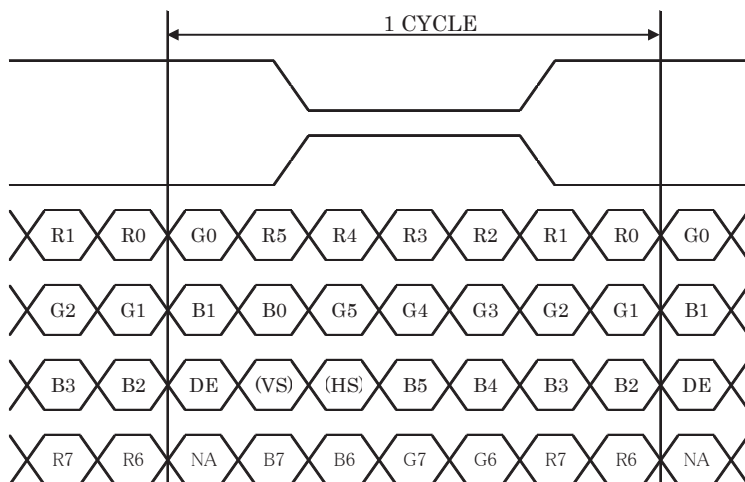 1 CYCLE
R1 R0 G0 R5 R4 R3 R2 R1 R0 G0
G2 G1 B1 B0 G5 G4 G3 G2 G1 B1
B3 B2 DE (VS) (HS) B5 B4 B3 B2 DE
R7 R6 NA B7 B6 G7 G6 R7 R6 NA